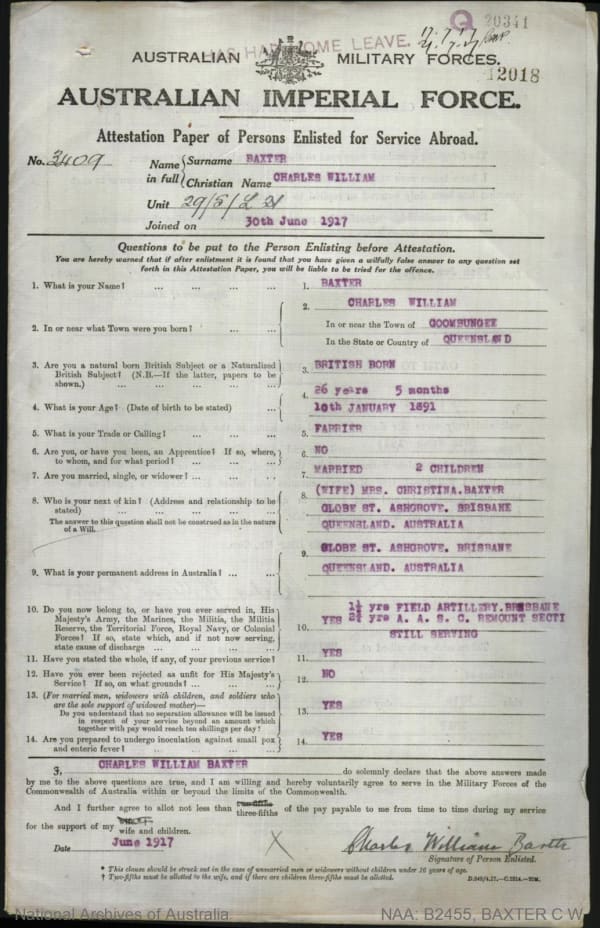 Q 20341
HAD HOME LEAVE.
AUSTRALIAN MILITARY FORCES.
12018
AUSTRALIAN IMPERIAL FORCE.
Attestation Paper of Persons Enlisted for Service Abroad.
No. 3409 Name in full Surname BAXTER
Christian Name CHARLES WILLIAM
Unit 29/5/L 21
Joined on 30th June 1917
Questions to be put to the Person Enlisting before Attestation.
You are hereby warned that if after enlistment it is found that you have given a wilfully false answer to any question set
forth in this Attestation Paper, you will be liable to be tried for the offence.
1. What is your Name? ... ... ... 1. BAXTER
CHARLES WILLIAM
2. In or near what Town were you born? ... ... 2. In or near the Town of GOOMBUNGEE
In the State or Country of QUEENSLAND
3. Are you a natural born British Subject or a Naturalized
British Subject? (N.B.—If the latter, papers to be
shown.) ... ... ... ... 3. BRITISH BORN
4. What is your Age? (Date of birth to be stated) ... 4. 26 years 5 months
10th JANUARY 1891
5. What is your Trade or Calling? ... ... ... 5. FARRIER
6. Are you, or have you been, an Apprentice? If so, where,
to whom, and for what period? ... ... ... 6. NO
7. Are you married, single, or widower? ... ... 7. MARRIED 2 CHILDREN
8. Who is your next of kin? (Address and relationship to be
stated) ... ... ... ... ...
The answer to this question shall not be construed as in the nature
of a Will.
8. (WIFE) MRS. CHRISTINA.BAXTER
GLOBE ST. ASHGROVE. BRISBANE
QUEENSLAND. AUSTRALIA
9. What is your permanent address in Australia? ... ... 9. GLOBE ST. ASHGROVE. BRISBANE
QUEENSLAND. AUSTRALIA
10. Do you now belong to, or have you ever served in, His
Majesty's Army, the Marines, the Militia, the Militia
Reserve, the Territorial Force, Royal Navy, or Colonial
Forces? If so, state which, and if not now serving,
state cause of discharge ... ... ...
10. YES 1½ yrs FIELD ARTILLERY.BRISBANE
2½ yrs A. A. S. C. REMOUNT SECTI
STILL SERVING
11. Have you stated the whole, if any, of your previous service? 11. YES
12. Have you ever been rejected as unfit for His Majesty's
Service? If so, on what grounds? ... ... 12. NO
13. (For married men, widowers with children, and soldiers who
are the sole support of widowed mother)—
Do you understand that no separation allowance will be issued
in respect of your service beyond an amount which
together with pay would reach ten shillings per day?
13. YES
14. Are you prepared to undergo inoculation against small pox
and enteric fever? ... ... ... ... 14. YES
I, CHARLES WILLIAM BAXTER do solemnly declare that the above answers made
by me to the above questions are true, and I am willing and hereby voluntarily agree to serve in the Military Forces of the
Commonwealth of Australia within or beyond the limits of the Commonwealth.
And I further agree to allot not less than three-fifths of the pay payable to me from time to time during my service
for the support of my wife and children.
Date June 1917 X Charles William Baxter
Signature of Person Enlisted.
* This clause should be struck out in the case of unmarried men or widowers without children under 16 years of age.
† Two-fifths must be allotted to the wife, and if there are children three-fifths must be allotted.
National Archives of Australia NAA: B2455, BAXTER C W